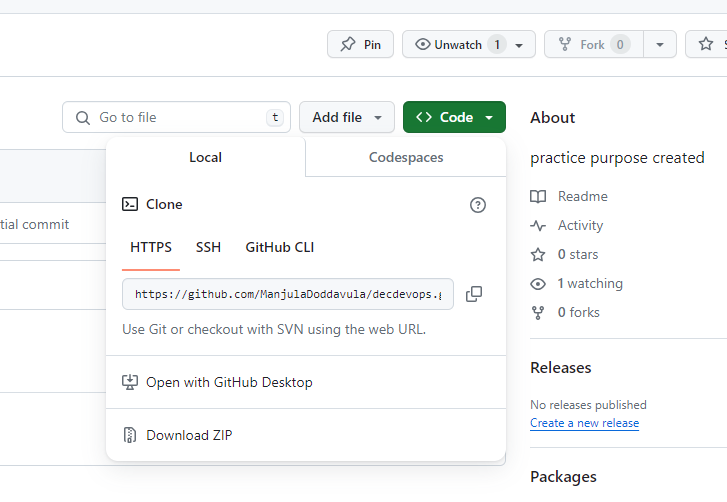 Pin
Unwatch 1
Fork 0
Go to file t
Add file
<> Code
About
Local
Codespaces
practice purpose created
Clone
Readme
Activity
tial commit
HTTPS
SSH
GitHub CLI
0 stars
https://github.com/ManjulaDoddavula/decdevops.g
1 watching
0 forks
Use Git or checkout with SVN using the web URL.
Releases
Open with GitHub Desktop
No releases published
Create a new release
Download ZIP
Packages